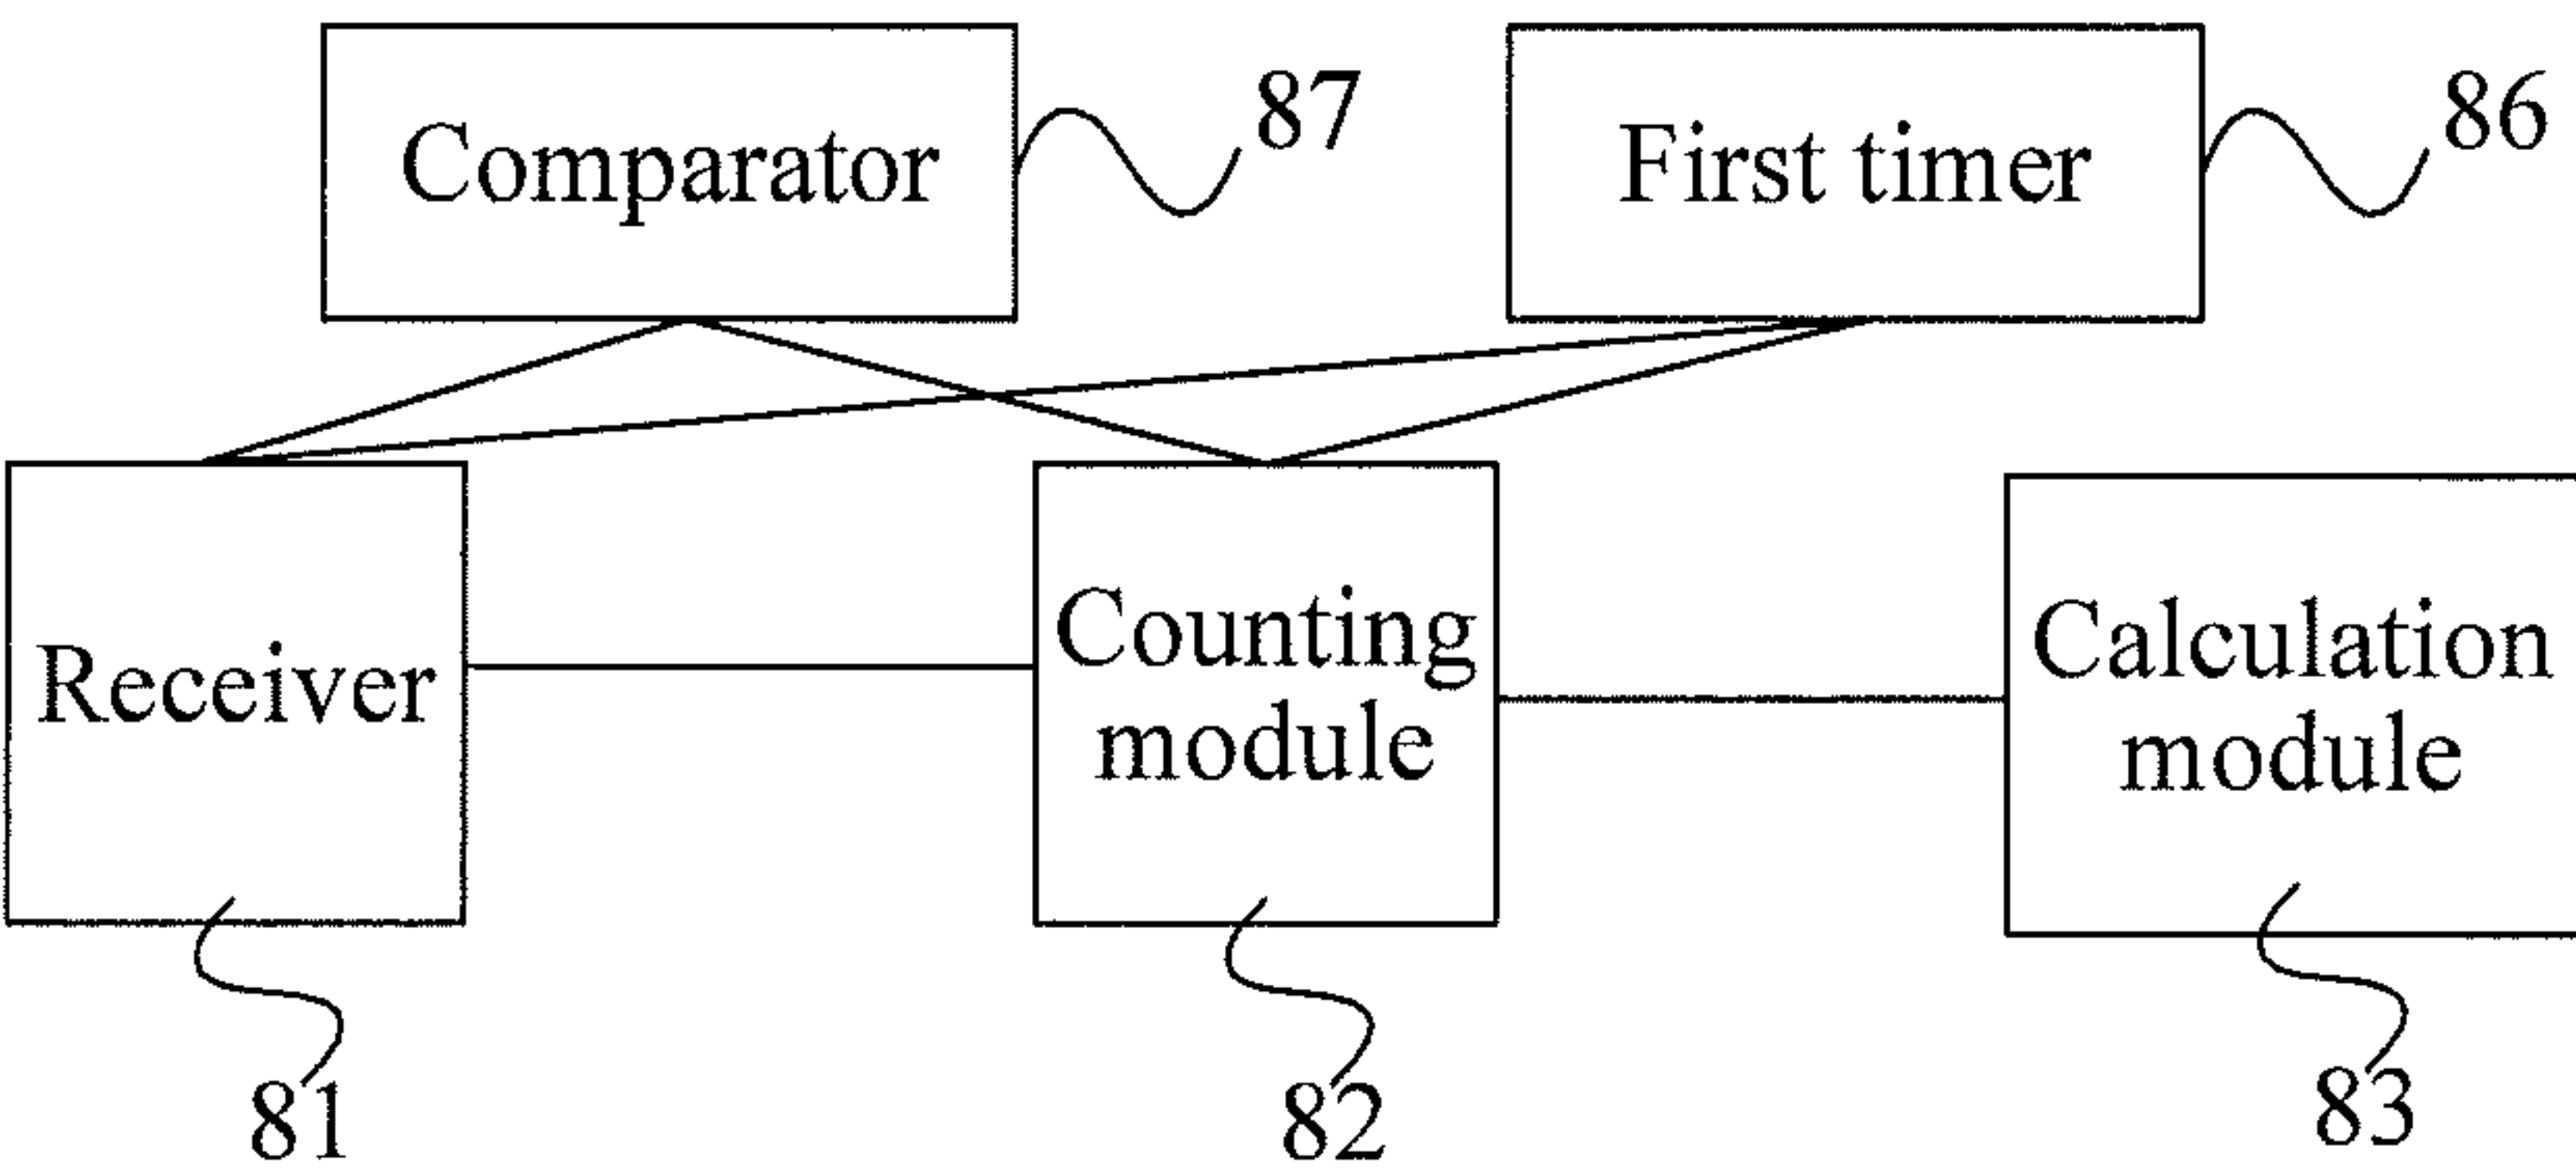 Comparator
87
First timer
86
Receiver
Counting
module
Calculation
module
81
82
83